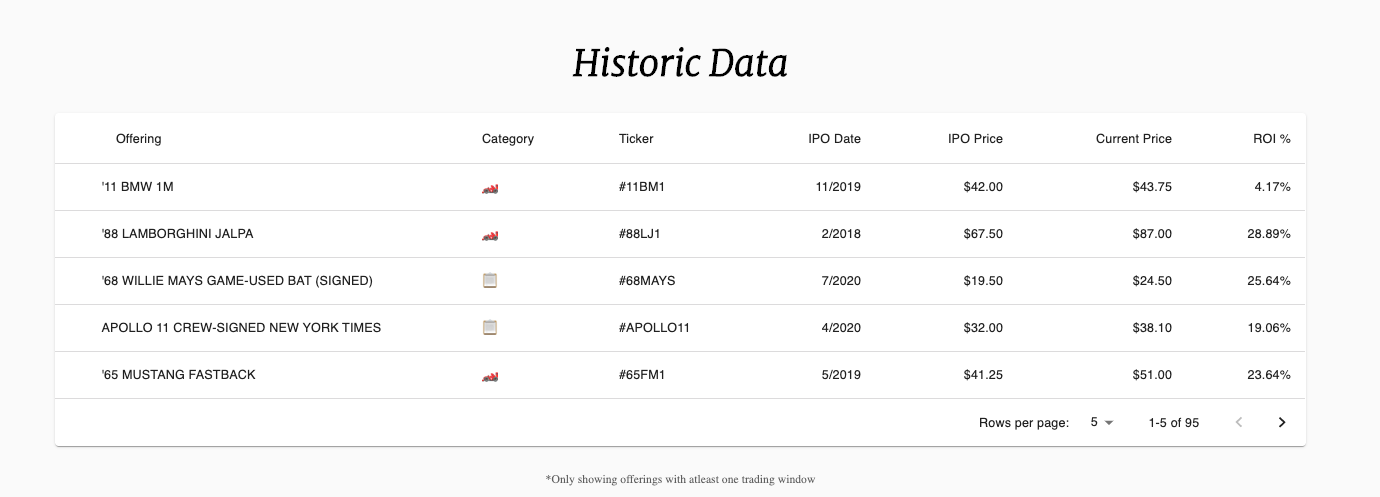 Historic Data
Offering Category Ticker IPO Date IPO Price Current Price ROI %
'11 BMW 1M #11BM1 11/2019 $42.00 $43.75 4.17%
'88 LAMBORGHINI JALPA #88LJ1 2/2018 $67.50 $87.00 28.89%
'68 WILLIE MAYS GAME-USED BAT (SIGNED) #68MAYS 7/2020 $19.50 $24.50 25.64%
APOLLO 11 CREW-SIGNED NEW YORK TIMES #APOLLO11 4/2020 $32.00 $38.10 19.06%
'65 MUSTANG FASTBACK #65FM1 5/2019 $41.25 $51.00 23.64%
Rows per page: 5 1-5 of 95
*Only showing offerings with atleast one trading window